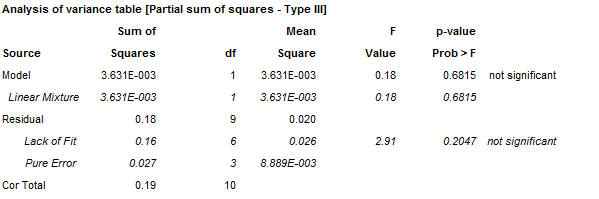 Analysis of variance table [Partial sum of squares - Type III]
Sum of Mean F p-value
Source Squares df Square Value Prob > F
Model 3.631E-003 1 3.631E-003 0.18 0.6815 not significant
Linear Mixture 3.631E-003 1 3.631E-003 0.18 0.6815
Residual 0.18 9 0.020
Lack of Fit 0.16 6 0.026 2.91 0.2047 not significant
Pure Error 0.027 3 8.889E-003
Cor Total 0.19 10